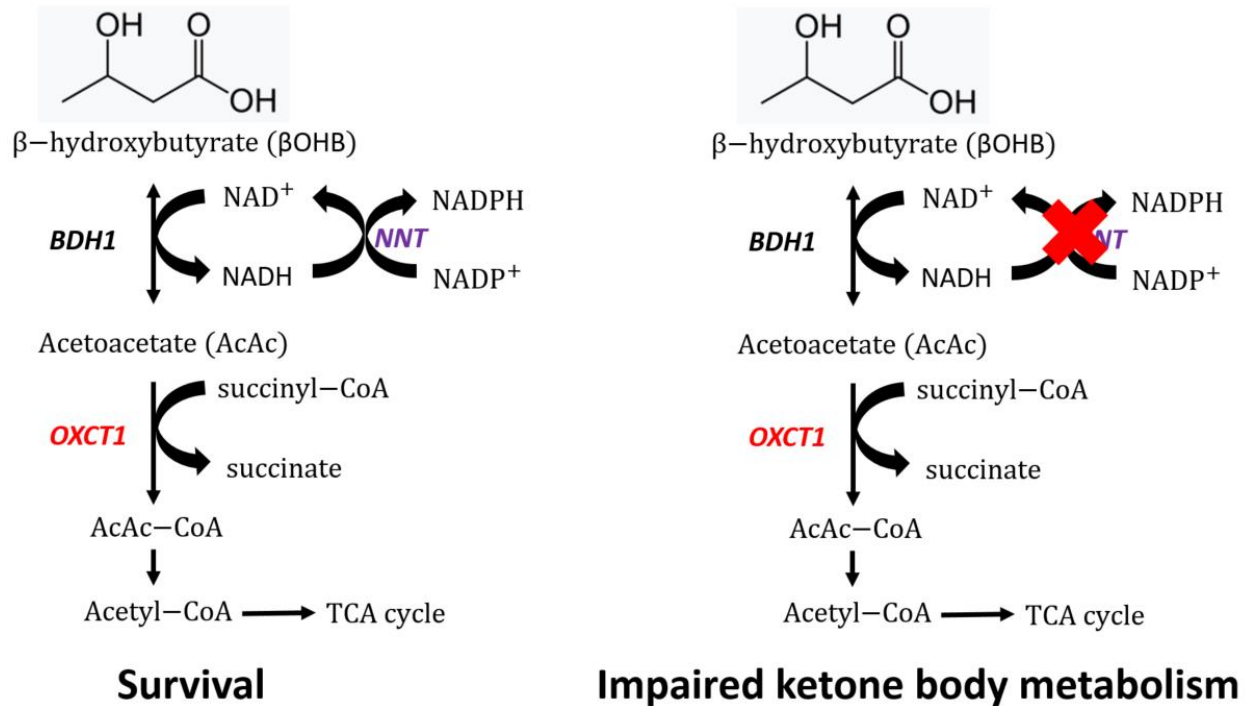 OH
O
OH
β−hydroxybutyrate (βOHB)
NAD⁺
NADPH
BDH1
NNT
NADH
NADP⁺
Acetoacetate (AcAc)
succinyl−CoA
OXCT1
succinate
AcAc−CoA
Acetyl−CoA
TCA cycle
Survival
OH
O
OH
β−hydroxybutyrate (βOHB)
NAD⁺
NADPH
BDH1
NT
NADH
NADP⁺
Acetoacetate (AcAc)
succinyl−CoA
OXCT1
succinate
AcAc−CoA
Acetyl−CoA
TCA cycle
Impaired ketone body metabolism